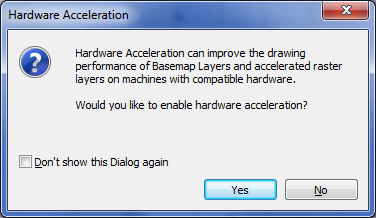 Hardware Acceleration
Hardware Acceleration can improve the drawing
performance of Basemap Layers and accelerated raster
layers on machines with compatible hardware.
Would you like to enable hardware acceleration?
Don't show this Dialog again
Yes
No